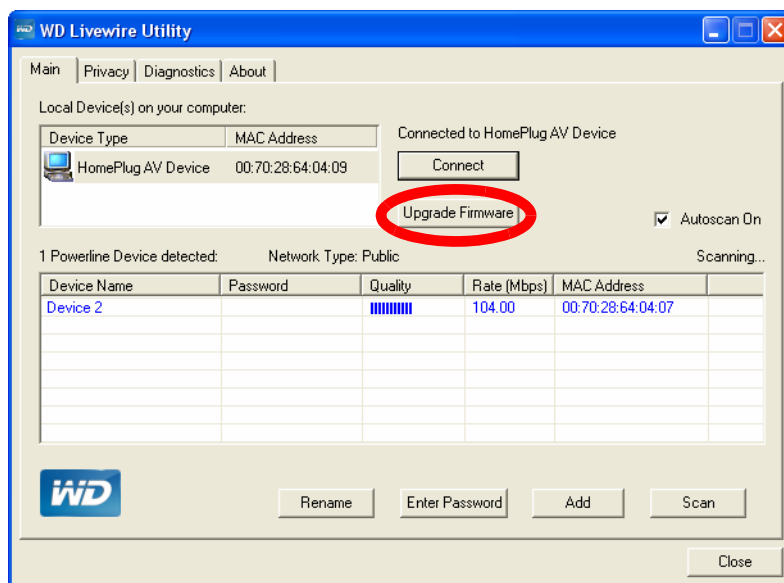 WD Livewire Utility
Main Privacy Diagnostics About
Local Device(s) on your computer:
Device Type MAC Address
HomePlug AV Device 00:70:28:64:04:09
Connected to HomePlug AV Device
Connect
Upgrade Firmware
Autoscan On
1 Powerline Device detected: Network Type: Public Scanning...
Device Name Password Quality Rate (Mbps) MAC Address
Device 2 104.00 00:70:28:64:04:07
WD
Rename Enter Password Add Scan
Close